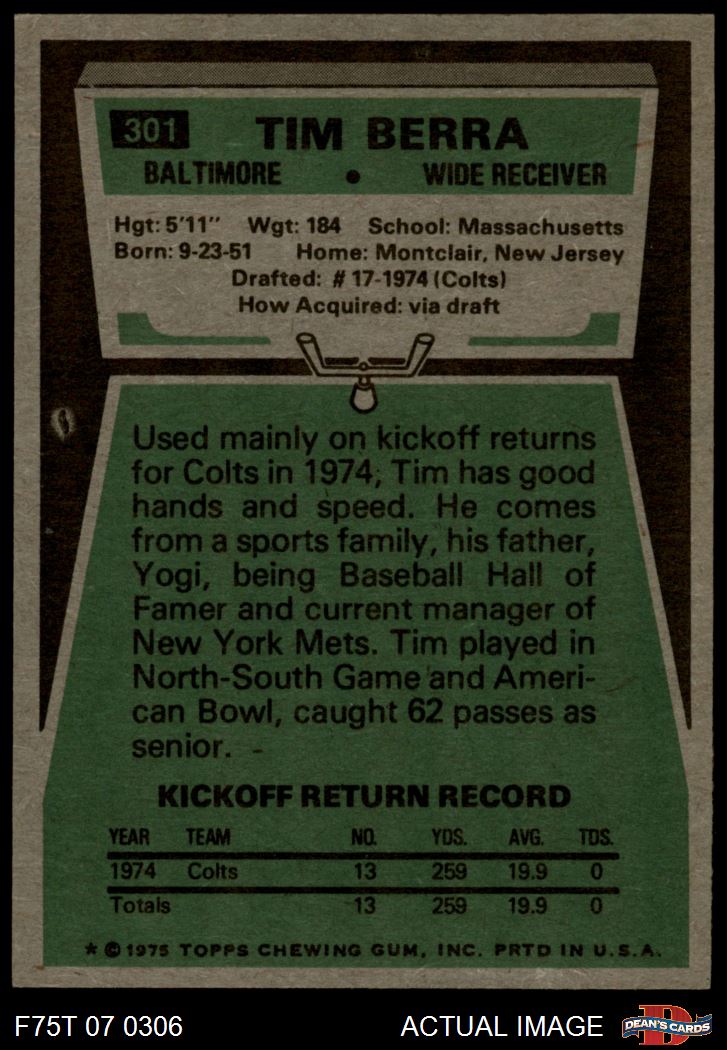 301 TIM BERRA
BALTIMORE • WIDE RECEIVER
Hgt: 5'11" Wgt: 184 School: Massachusetts
Born: 9-23-51 Home: Montclair, New Jersey
Drafted: # 17-1974 (Colts)
How Acquired: via draft
Used mainly on kickoff returns
for Colts in 1974, Tim has good
hands and speed. He comes
from a sports family, his father,
Yogi, being Baseball Hall of
Famer and current manager of
New York Mets. Tim played in
North-South Game and Ameri-
can Bowl, caught 62 passes as
senior.
KICKOFF RETURN RECORD
YEAR TEAM NO. YDS. AVG. TDS.
1974 Colts 13 259 19.9 0
Totals 13 259 19.9 0
* © 1975 TOPPS CHEWING GUM, INC. PRTD IN U.S.A.
F75T 07 0306 ACTUAL IMAGE D DEAN'S CARDS